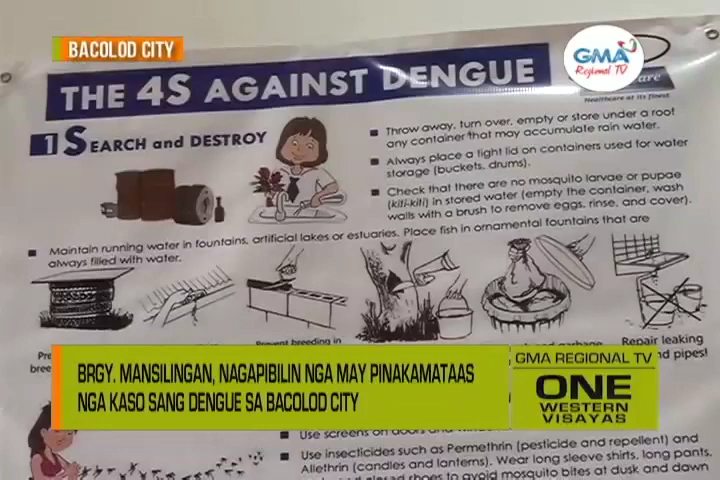 BACOLOD CITY
GMA
Regional TV
THE 4S AGAINST DENGUE
Healthcare at its finest
1 SEARCH and DESTROY
Throw away, turn over, empty or store under a roof
any container that may accumulate rain water.
Always place a tight lid on containers used for water
storage (buckets, drums).
Check that there are no mosquito larvae or pupae
(kiti-kiti) in stored water (empty the container, wash
walls with a brush to remove eggs, rinse, and cover).
Maintain running water in fountains, artificial lakes or estuaries. Place fish in ornamental fountains that are
always filled with water.
Prevent breeding in
garbage
Repair leaking
pipes!
BRGY. MANSILINGAN, NAGAPIBILIN NGA MAY PINAKAMATAAS
NGA KASO SANG DENGUE SA BACOLOD CITY
GMA REGIONAL TV
ONE
WESTERN
VISAYAS
Use screens on doors and
Use insecticides such as Permethrin (pesticide and repellent) and
Allethrin (candles and lanterns). Wear long sleeve shirts, long pants,
shoes to avoid mosquito bites at dusk and dawn